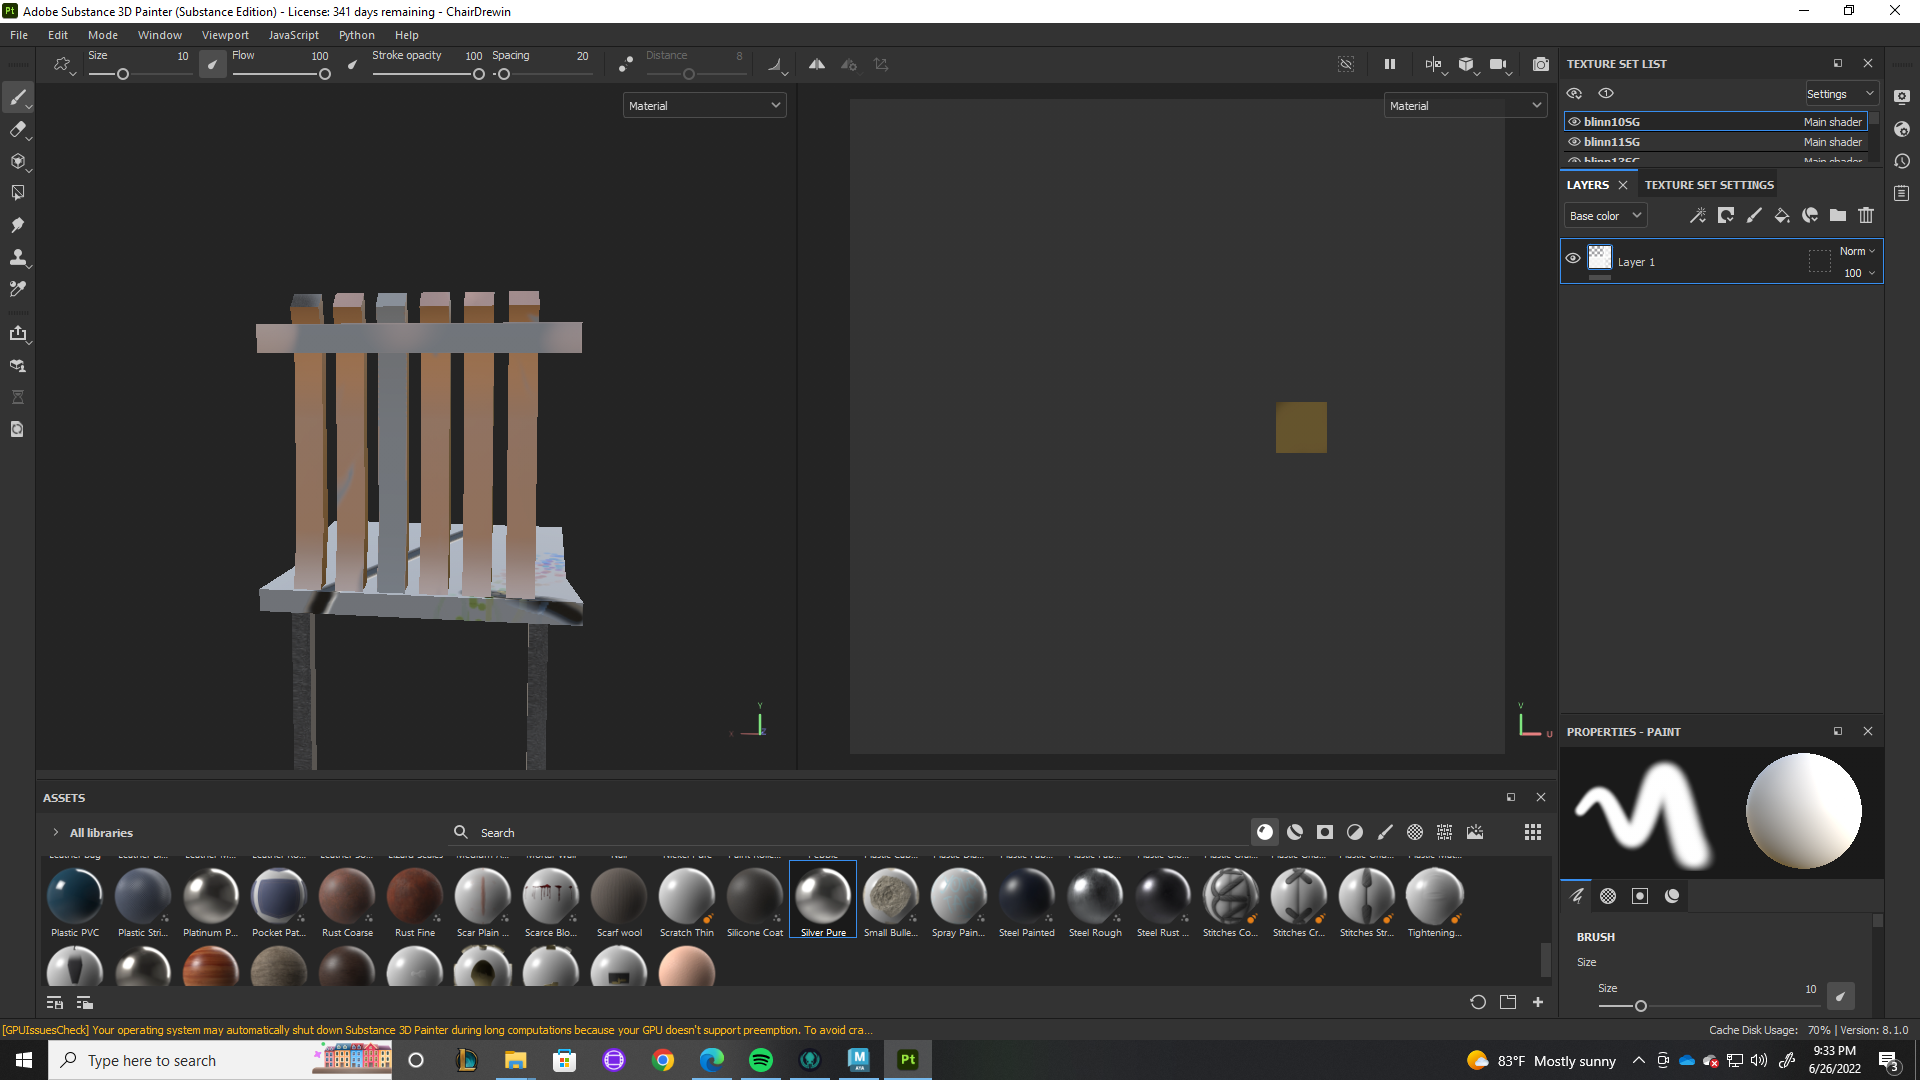 Adobe Substance 3D Painter (Substance Edition) - License: 341 days remaining - ChairDrewin
File Edit Mode Window Viewport JavaScript Python Help
Size 10 Flow 100 Stroke opacity 100 Spacing 20 Distance 8
Material
Material
TEXTURE SET LIST
Settings
blinn10SG Main shader
blinn11SG Main shader
LAYERS TEXTURE SET SETTINGS
Base color
Layer 1 Norm
100
Y
X Z
V
U
PROPERTIES - PAINT
BRUSH
Size
Size 10
ASSETS
All libraries Search
Plastic PVC Plastic Stri... Platinum P... Pocket Pat... Rust Coarse Rust Fine Scar Plain ... Scarce Blo... Scarf wool Scratch Thin Silicone Coat Silver Pure Small Bulle... Spray Pain... Steel Painted Steel Rough Steel Rust ... Stitches Co... Stitches Cr... Stitches Str... Tightening...
[GPUIssuesCheck] Your operating system may automatically shut down Substance 3D Painter during long computations because your GPU doesn't support preemption. To avoid cra...
Cache Disk Usage: 70% | Version: 8.1.0
Type here to search
Pt
83°F Mostly sunny
9:33 PM
6/26/2022
3